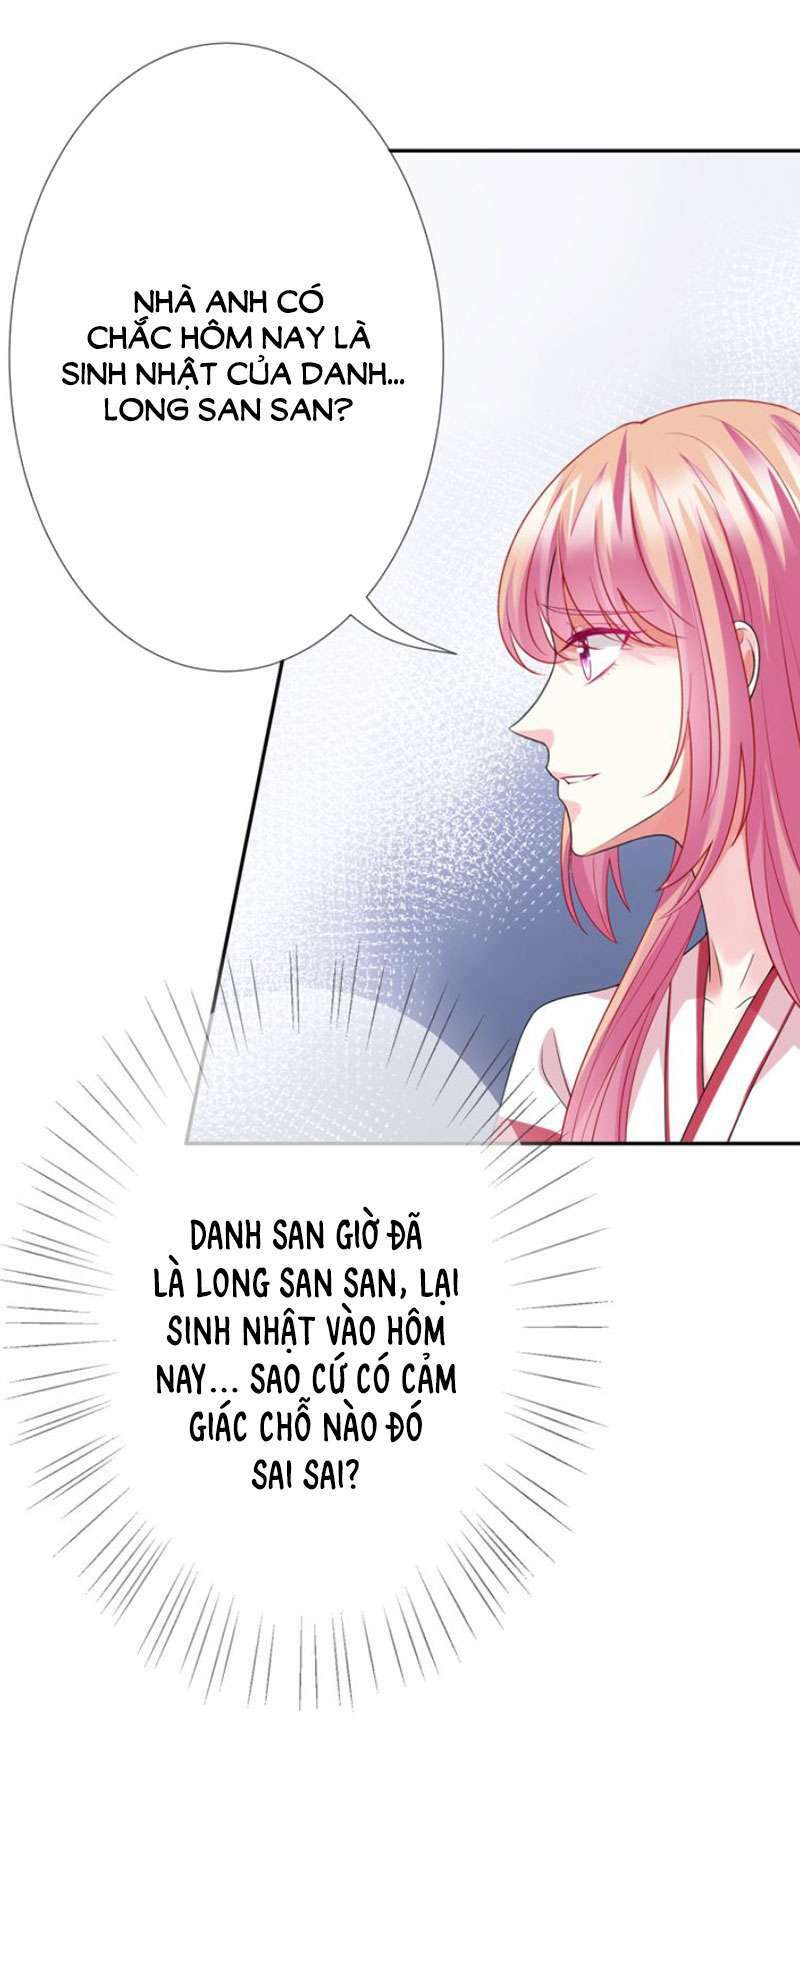 NHÀ ANH CÓ
CHẮC HÔM NAY LÀ
SINH NHẬT CỦA DANH...
LONG SAN SAN?
DANH SAN GIỜ ĐÃ
LÀ LONG SAN SAN, LẠI
SINH NHẬT VÀO HÔM
NAY... SAO CỨ CÓ CẢM
GIÁC CHỖ NÀO ĐÓ
SAI SAI?